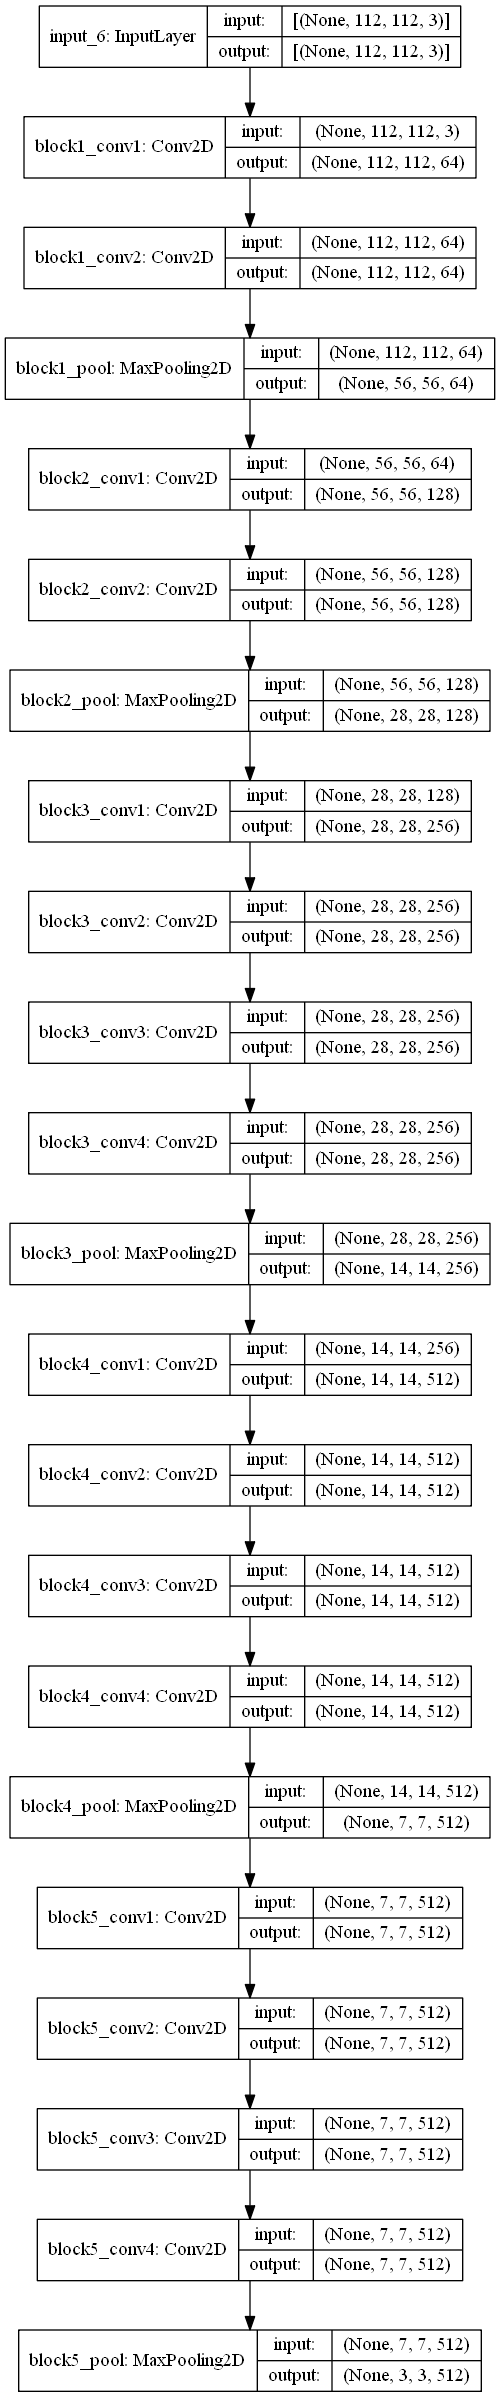 input_6: InputLayer
input: [(None, 112, 112, 3)]
output: [(None, 112, 112, 3)]
block1_conv1: Conv2D
input: (None, 112, 112, 3)
output: (None, 112, 112, 64)
block1_conv2: Conv2D
input: (None, 112, 112, 64)
output: (None, 112, 112, 64)
block1_pool: MaxPooling2D
input: (None, 112, 112, 64)
output: (None, 56, 56, 64)
block2_conv1: Conv2D
input: (None, 56, 56, 64)
output: (None, 56, 56, 128)
block2_conv2: Conv2D
input: (None, 56, 56, 128)
output: (None, 56, 56, 128)
block2_pool: MaxPooling2D
input: (None, 56, 56, 128)
output: (None, 28, 28, 128)
block3_conv1: Conv2D
input: (None, 28, 28, 128)
output: (None, 28, 28, 256)
block3_conv2: Conv2D
input: (None, 28, 28, 256)
output: (None, 28, 28, 256)
block3_conv3: Conv2D
input: (None, 28, 28, 256)
output: (None, 28, 28, 256)
block3_conv4: Conv2D
input: (None, 28, 28, 256)
output: (None, 28, 28, 256)
block3_pool: MaxPooling2D
input: (None, 28, 28, 256)
output: (None, 14, 14, 256)
block4_conv1: Conv2D
input: (None, 14, 14, 256)
output: (None, 14, 14, 512)
block4_conv2: Conv2D
input: (None, 14, 14, 512)
output: (None, 14, 14, 512)
block4_conv3: Conv2D
input: (None, 14, 14, 512)
output: (None, 14, 14, 512)
block4_conv4: Conv2D
input: (None, 14, 14, 512)
output: (None, 14, 14, 512)
block4_pool: MaxPooling2D
input: (None, 14, 14, 512)
output: (None, 7, 7, 512)
block5_conv1: Conv2D
input: (None, 7, 7, 512)
output: (None, 7, 7, 512)
block5_conv2: Conv2D
input: (None, 7, 7, 512)
output: (None, 7, 7, 512)
block5_conv3: Conv2D
input: (None, 7, 7, 512)
output: (None, 7, 7, 512)
block5_conv4: Conv2D
input: (None, 7, 7, 512)
output: (None, 7, 7, 512)
block5_pool: MaxPooling2D
input: (None, 7, 7, 512)
output: (None, 3, 3, 512)